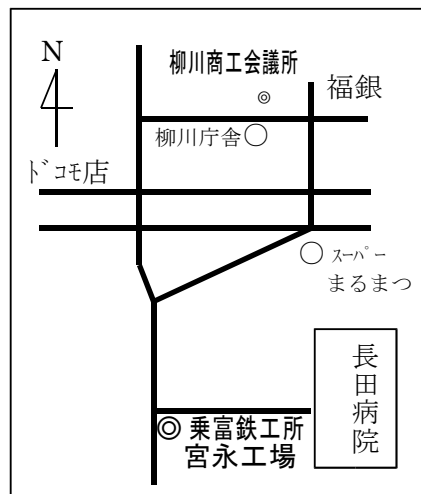 N
柳川商工会議所
◎
福銀
柳川庁舎○
ﾄﾞｺﾓ店
○ ｽｰﾊﾟｰ
まるまつ
長田病院
◎ 乗富鉄工所
宮永工場